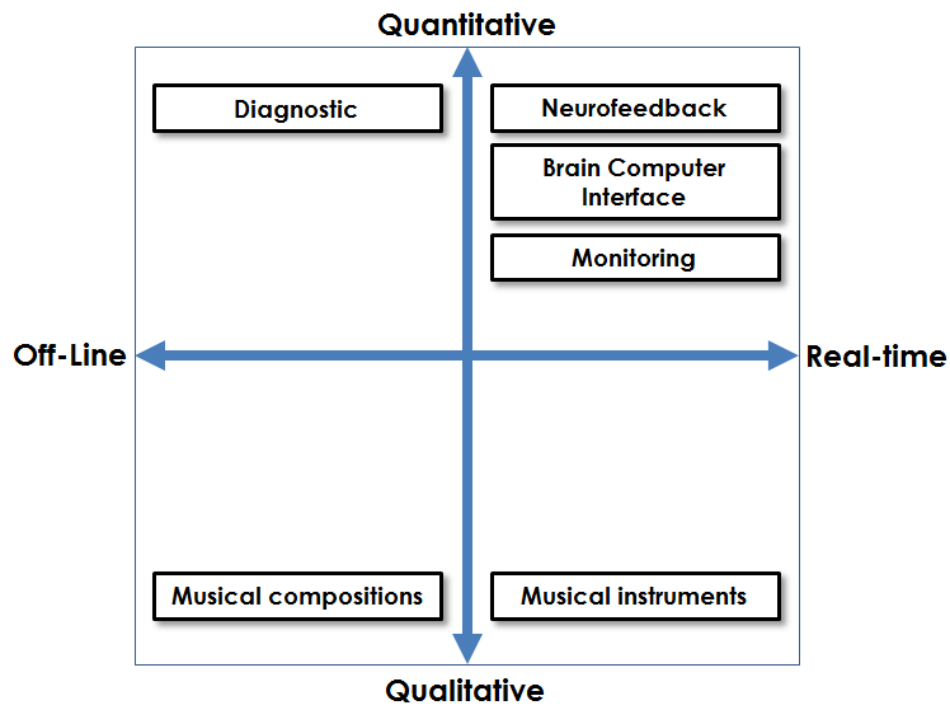 Quantitative
Diagnostic
Neurofeedback
Brain Computer
Interface
Monitoring
Off-Line
Real-time
Musical compositions
Musical instruments
Qualitative